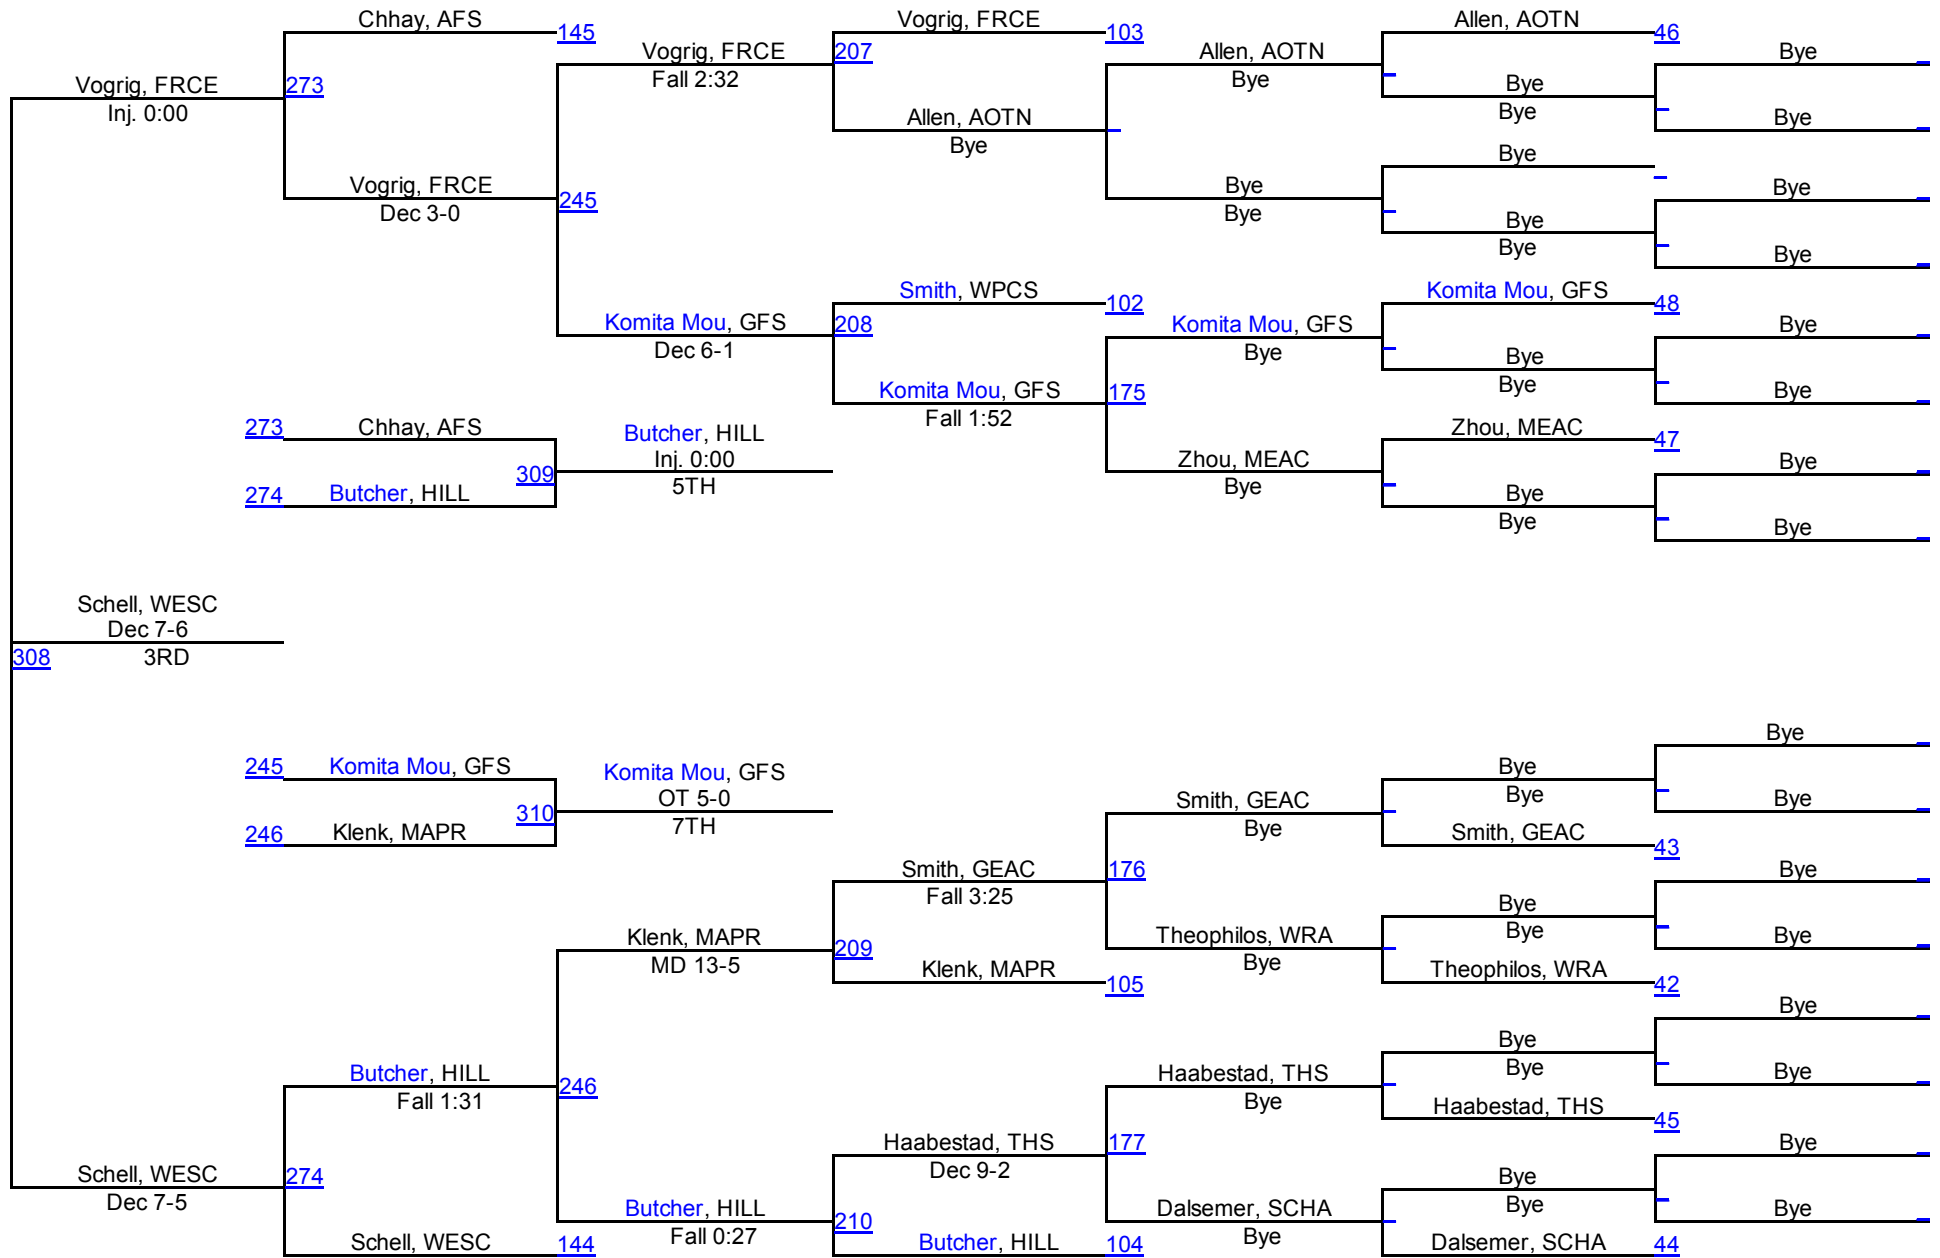 Chhay, AFS
145
Vogrig, FRCE
103
Allen, AOTN
46
Vogrig, FRCE
Inj. 0:00
273
Vogrig, FRCE
Fall 2:32
207
Allen, AOTN
Bye
Bye
Bye
Bye
Bye
Allen, AOTN
Bye
Vogrig, FRCE
Dec 3-0
245
Bye
Bye
Bye
Bye
Bye
Bye
Bye
Komita Mou, GFS
Dec 6-1
208
Smith, WPCS
102
Komita Mou, GFS
48
Komita Mou, GFS
Bye
Bye
Bye
Bye
Bye
Komita Mou, GFS
Fall 1:52
175
273
Chhay, AFS
274
Butcher, HILL
309
Butcher, HILL
Inj. 0:00
5TH
Zhou, MEAC
Bye
Zhou, MEAC
47
Bye
Bye
Bye
Bye
Schell, WESC
Dec 7-6
3RD
308
245
Komita Mou, GFS
246
Klenk, MAPR
310
Komita Mou, GFS
OT 5-0
7TH
Smith, GEAC
Bye
Bye
Bye
Bye
Bye
Smith, GEAC
43
Smith, GEAC
Fall 3:25
176
Klenk, MAPR
MD 13-5
209
Klenk, MAPR
105
Theophilos, WRA
Bye
Bye
Bye
Bye
Bye
Theophilos, WRA
42
Butcher, HILL
Fall 1:31
246
Haabestad, THS
Bye
Bye
Bye
Bye
Bye
Haabestad, THS
45
Haabestad, THS
Dec 9-2
177
Schell, WESC
Dec 7-5
274
Butcher, HILL
Fall 0:27
210
Dalsemer, SCHA
Bye
Bye
Bye
Bye
Bye
Schell, WESC
144
Butcher, HILL
104
Dalsemer, SCHA
44